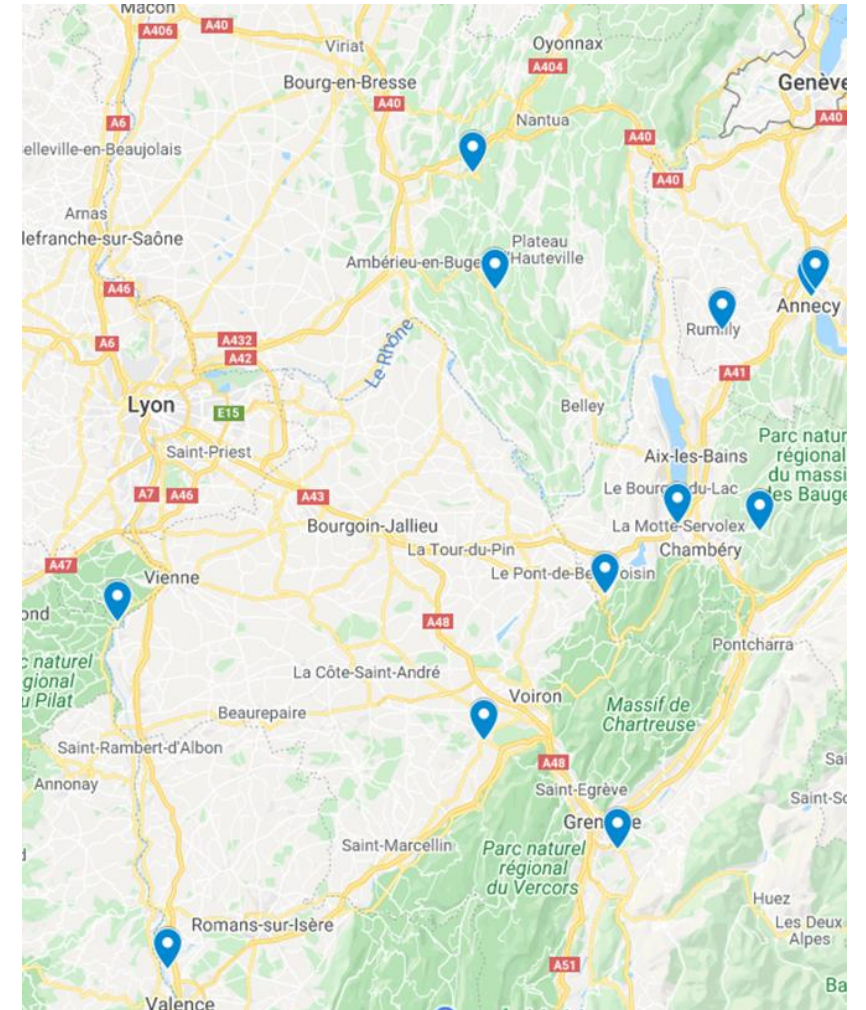 Macon
A406
A40
Viriat
Oyonnax
A404
Bourg-en-Bresse
A40
Genève
A6
Nantua
A40
A40
elleville-en-Beaujolais
A40
Arnas
lefranche-sur-Saône
Plateau
d'Hauteville
Ambérieu-en-Buge
A46
Annecy
Rumilly
A6
A432
A42
Le Rhône
A41
Lyon
E15
Belley
Parc natur
régional
du massi
es Bauge
Saint-Priest
Aix-les-Bains
A7
A46
A43
Le Bourg
du-Lac
La Motte-Servolex
Bourgoin-Jallieu
La Tour-du-Pin
Chambéry
A47
Vienne
Le Pont-de-Be
oisin
ond
A48
Pontcharra
c naturel
gional
u Pilat
La Côte-Saint-André
Voiron
Massif de
Chartreuse
Beaurepaire
Saint-Rambert-d'Albon
A48
Sai
Annonay
Saint-Egrève
Saint-So
Gren
e
Saint-Marcellin
Parc naturel
régional
du Vercors
Huez
Les Deux
Alpes
Romans-sur-Isère
A51
Ba
Valence